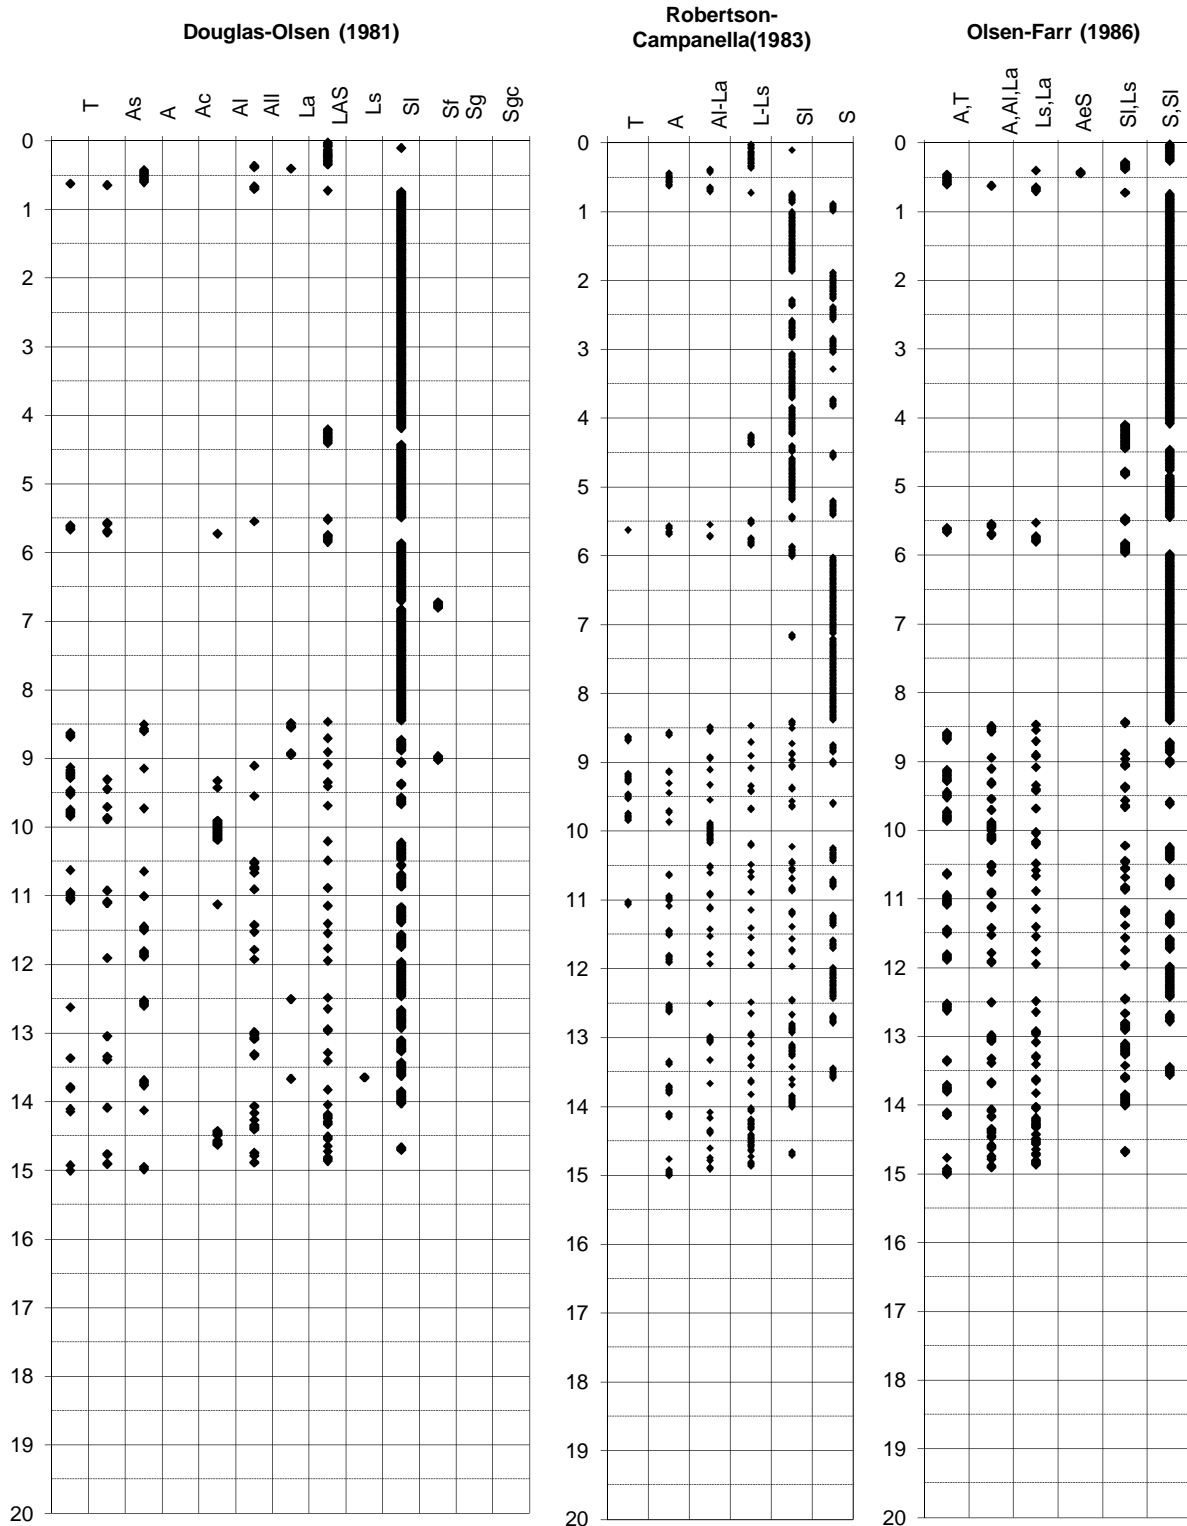 Douglas-Olsen (1981)
T
As
A
Ac
Al
All
La
LAS
Ls
Sl
Sf
Sg
Sgc
0
1
2
3
4
5
6
7
8
9
10
11
12
13
14
15
16
17
18
19
20
Robertson-
Campanella(1983)
T
A
Al-La
L-Ls
Sl
S
0
1
2
3
4
5
6
7
8
9
10
11
12
13
14
15
16
17
18
19
20
Olsen-Farr (1986)
A,T
A,Al,La
Ls,La
AeS
Sl,Ls
S,Sl
0
1
2
3
4
5
6
7
8
9
10
11
12
13
14
15
16
17
18
19
20